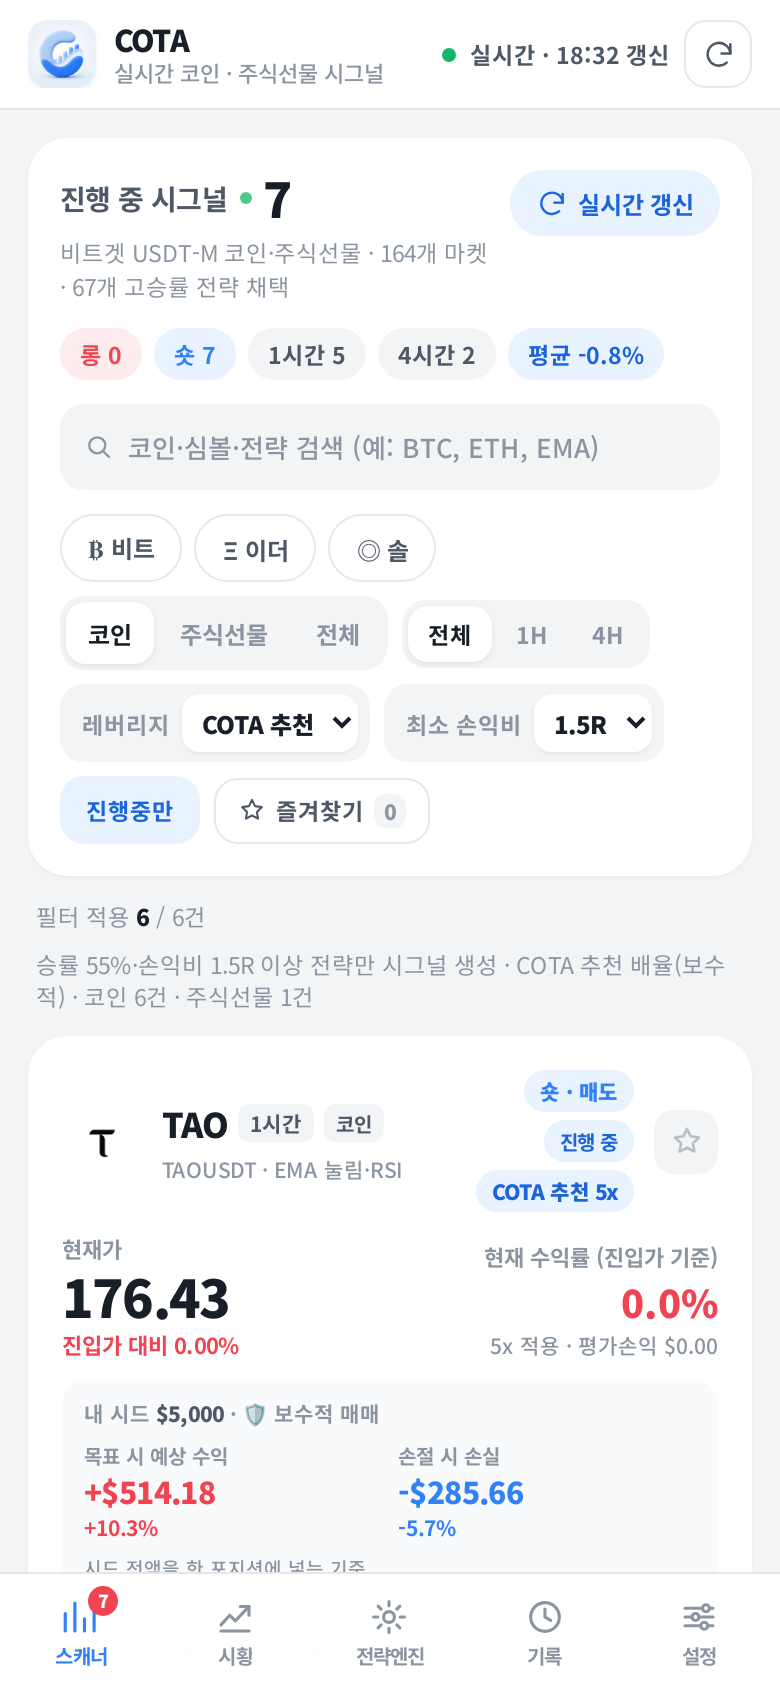 COTA
실시간 코인 · 주식선물 시그널
실시간 · 18:32 갱신
진행 중 시그널 7
실시간 갱신
비트겟 USDT-M 코인·주식선물 · 164개 마켓
· 67개 고승률 전략 채택
롱 0 숏 7 1시간 5 4시간 2 평균 -0.8%
코인·심볼·전략 검색 (예: BTC, ETH, EMA)
₿ 비트 Ξ 이더 ◎ 솔
코인 주식선물 전체 전체 1H 4H
레버리지 COTA 추천 최소 손익비 1.5R
진행중만 즐겨찾기 0
필터 적용 6 / 6건
승률 55%·손익비 1.5R 이상 전략만 시그널 생성 · COTA 추천 배율(보수
적) · 코인 6건 · 주식선물 1건
숏 · 매도
TAO 1시간 코인
진행 중
TAOUSDT · EMA 눌림·RSI
COTA 추천 5x
현재가
현재 수익률 (진입가 기준)
176.43
0.0%
진입가 대비 0.00%
5x 적용 · 평가손익 $0.00
내 시드 $5,000 · 🛡️ 보수적 매매
목표 시 예상 수익 손절 시 손실
+$514.18 -$285.66
+10.3% -5.7%
시드 전액을 한 포지션에 넣는 기준
7
스캐너 시황 전략엔진 기록 설정